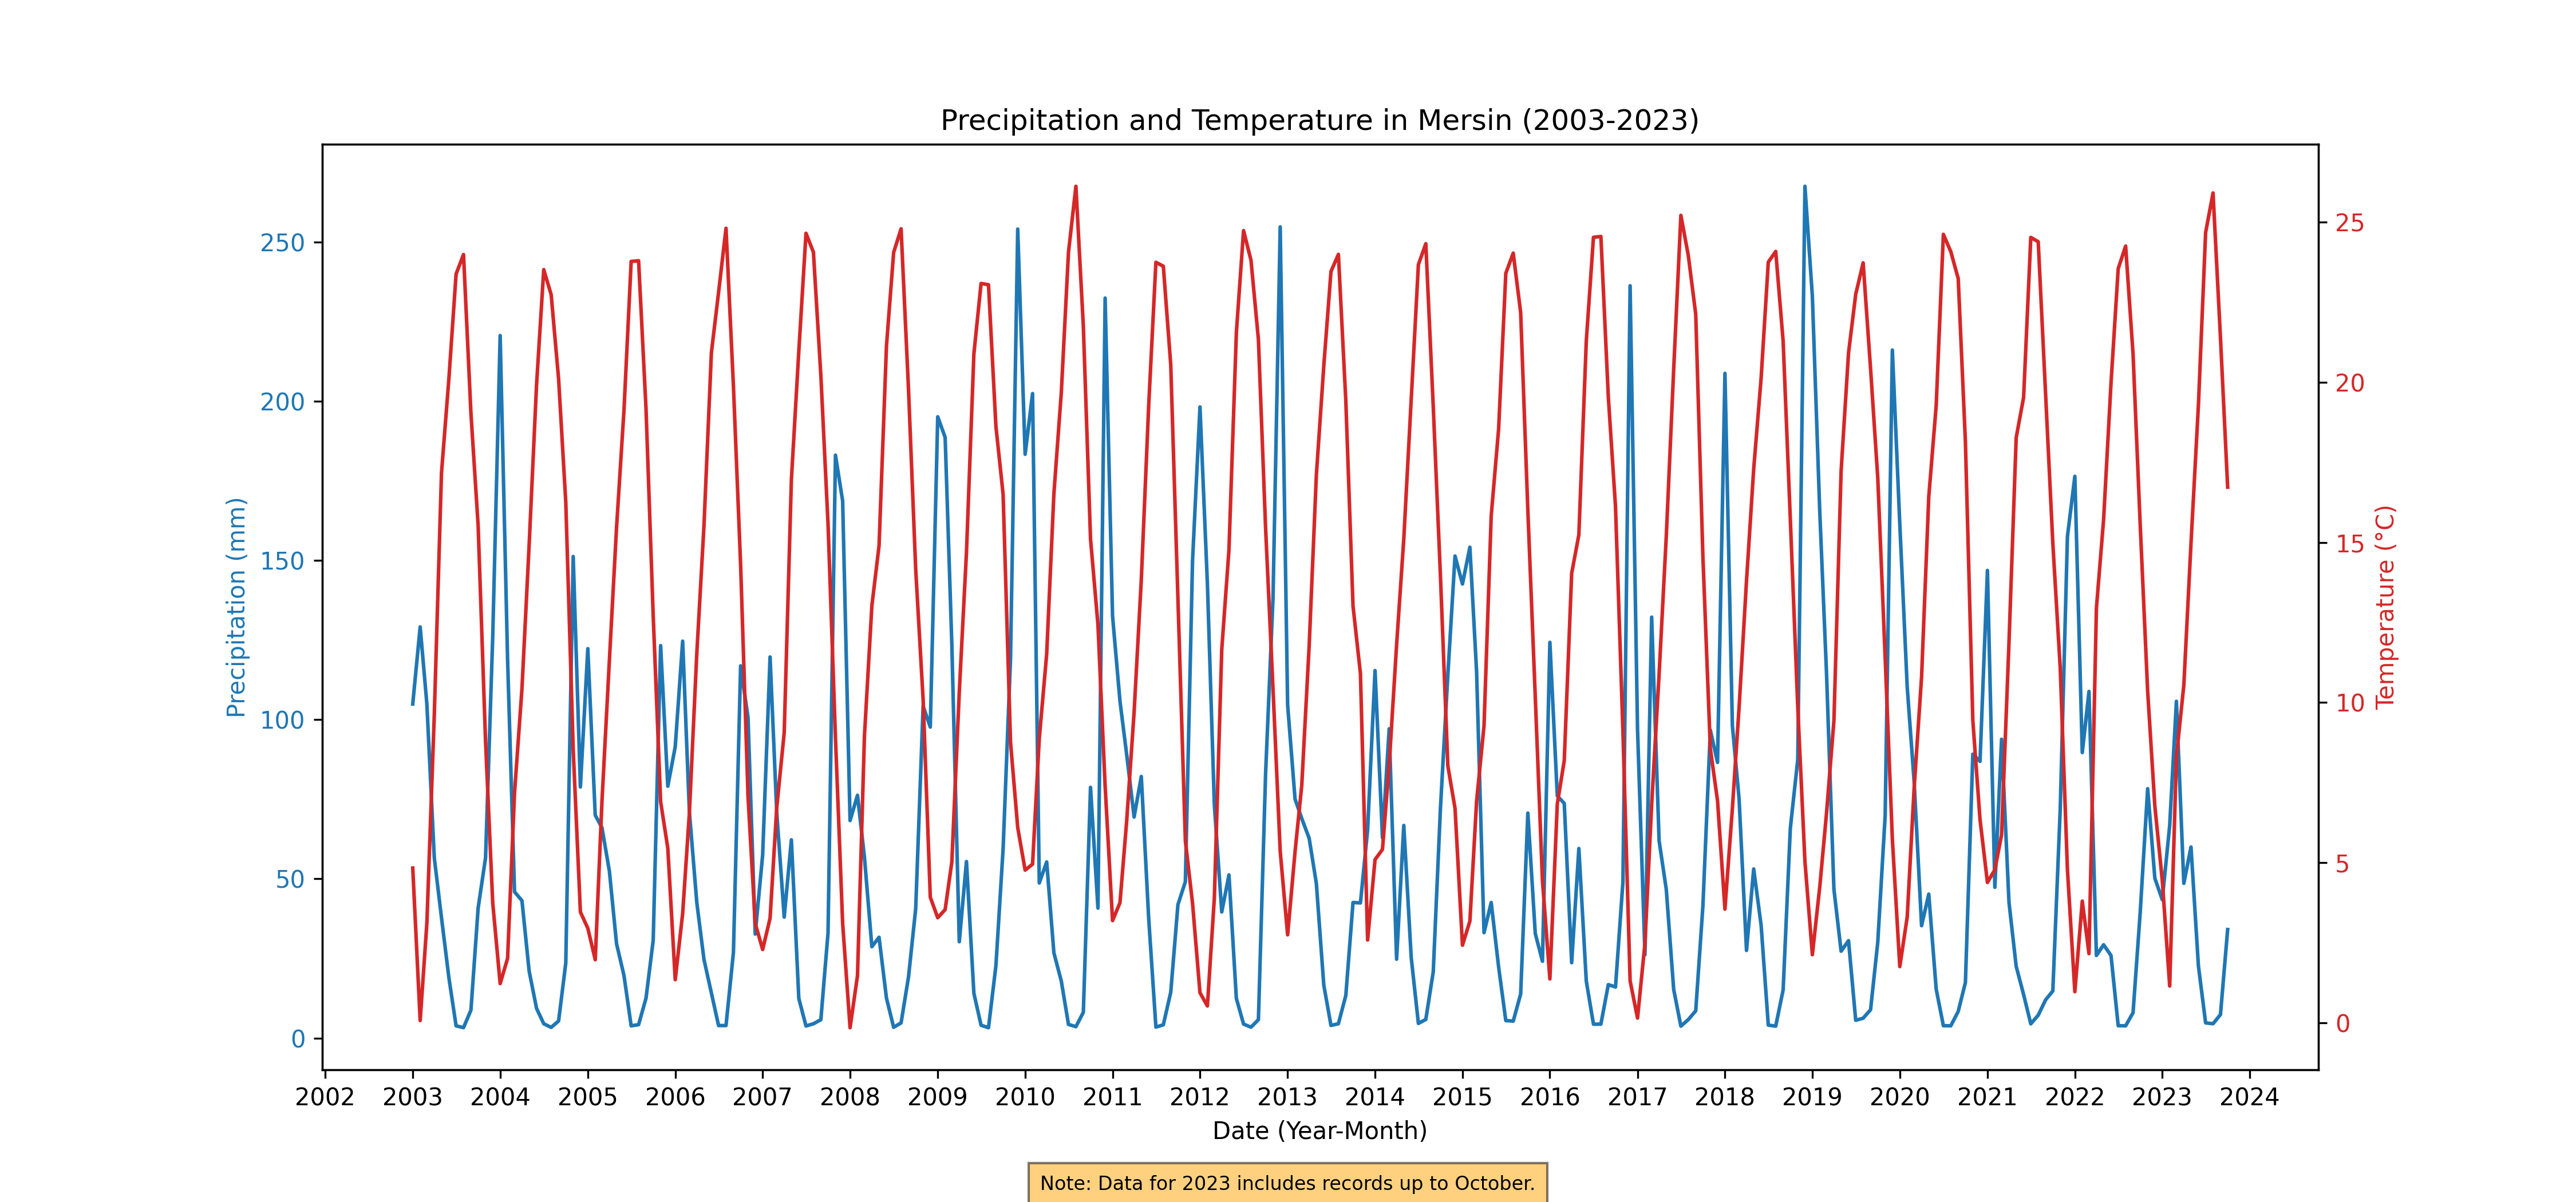 Precipitation and Temperature in Mersin (2003-2023)
Precipitation (mm)
250
200
150
100
50
0
25
20
15
10
5
0
Temperature (°C)
2002 2003 2004 2005 2006 2007 2008 2009 2010 2011 2012 2013 2014 2015 2016 2017 2018 2019 2020 2021 2022 2023 2024
Date (Year-Month)
Note: Data for 2023 includes records up to October.